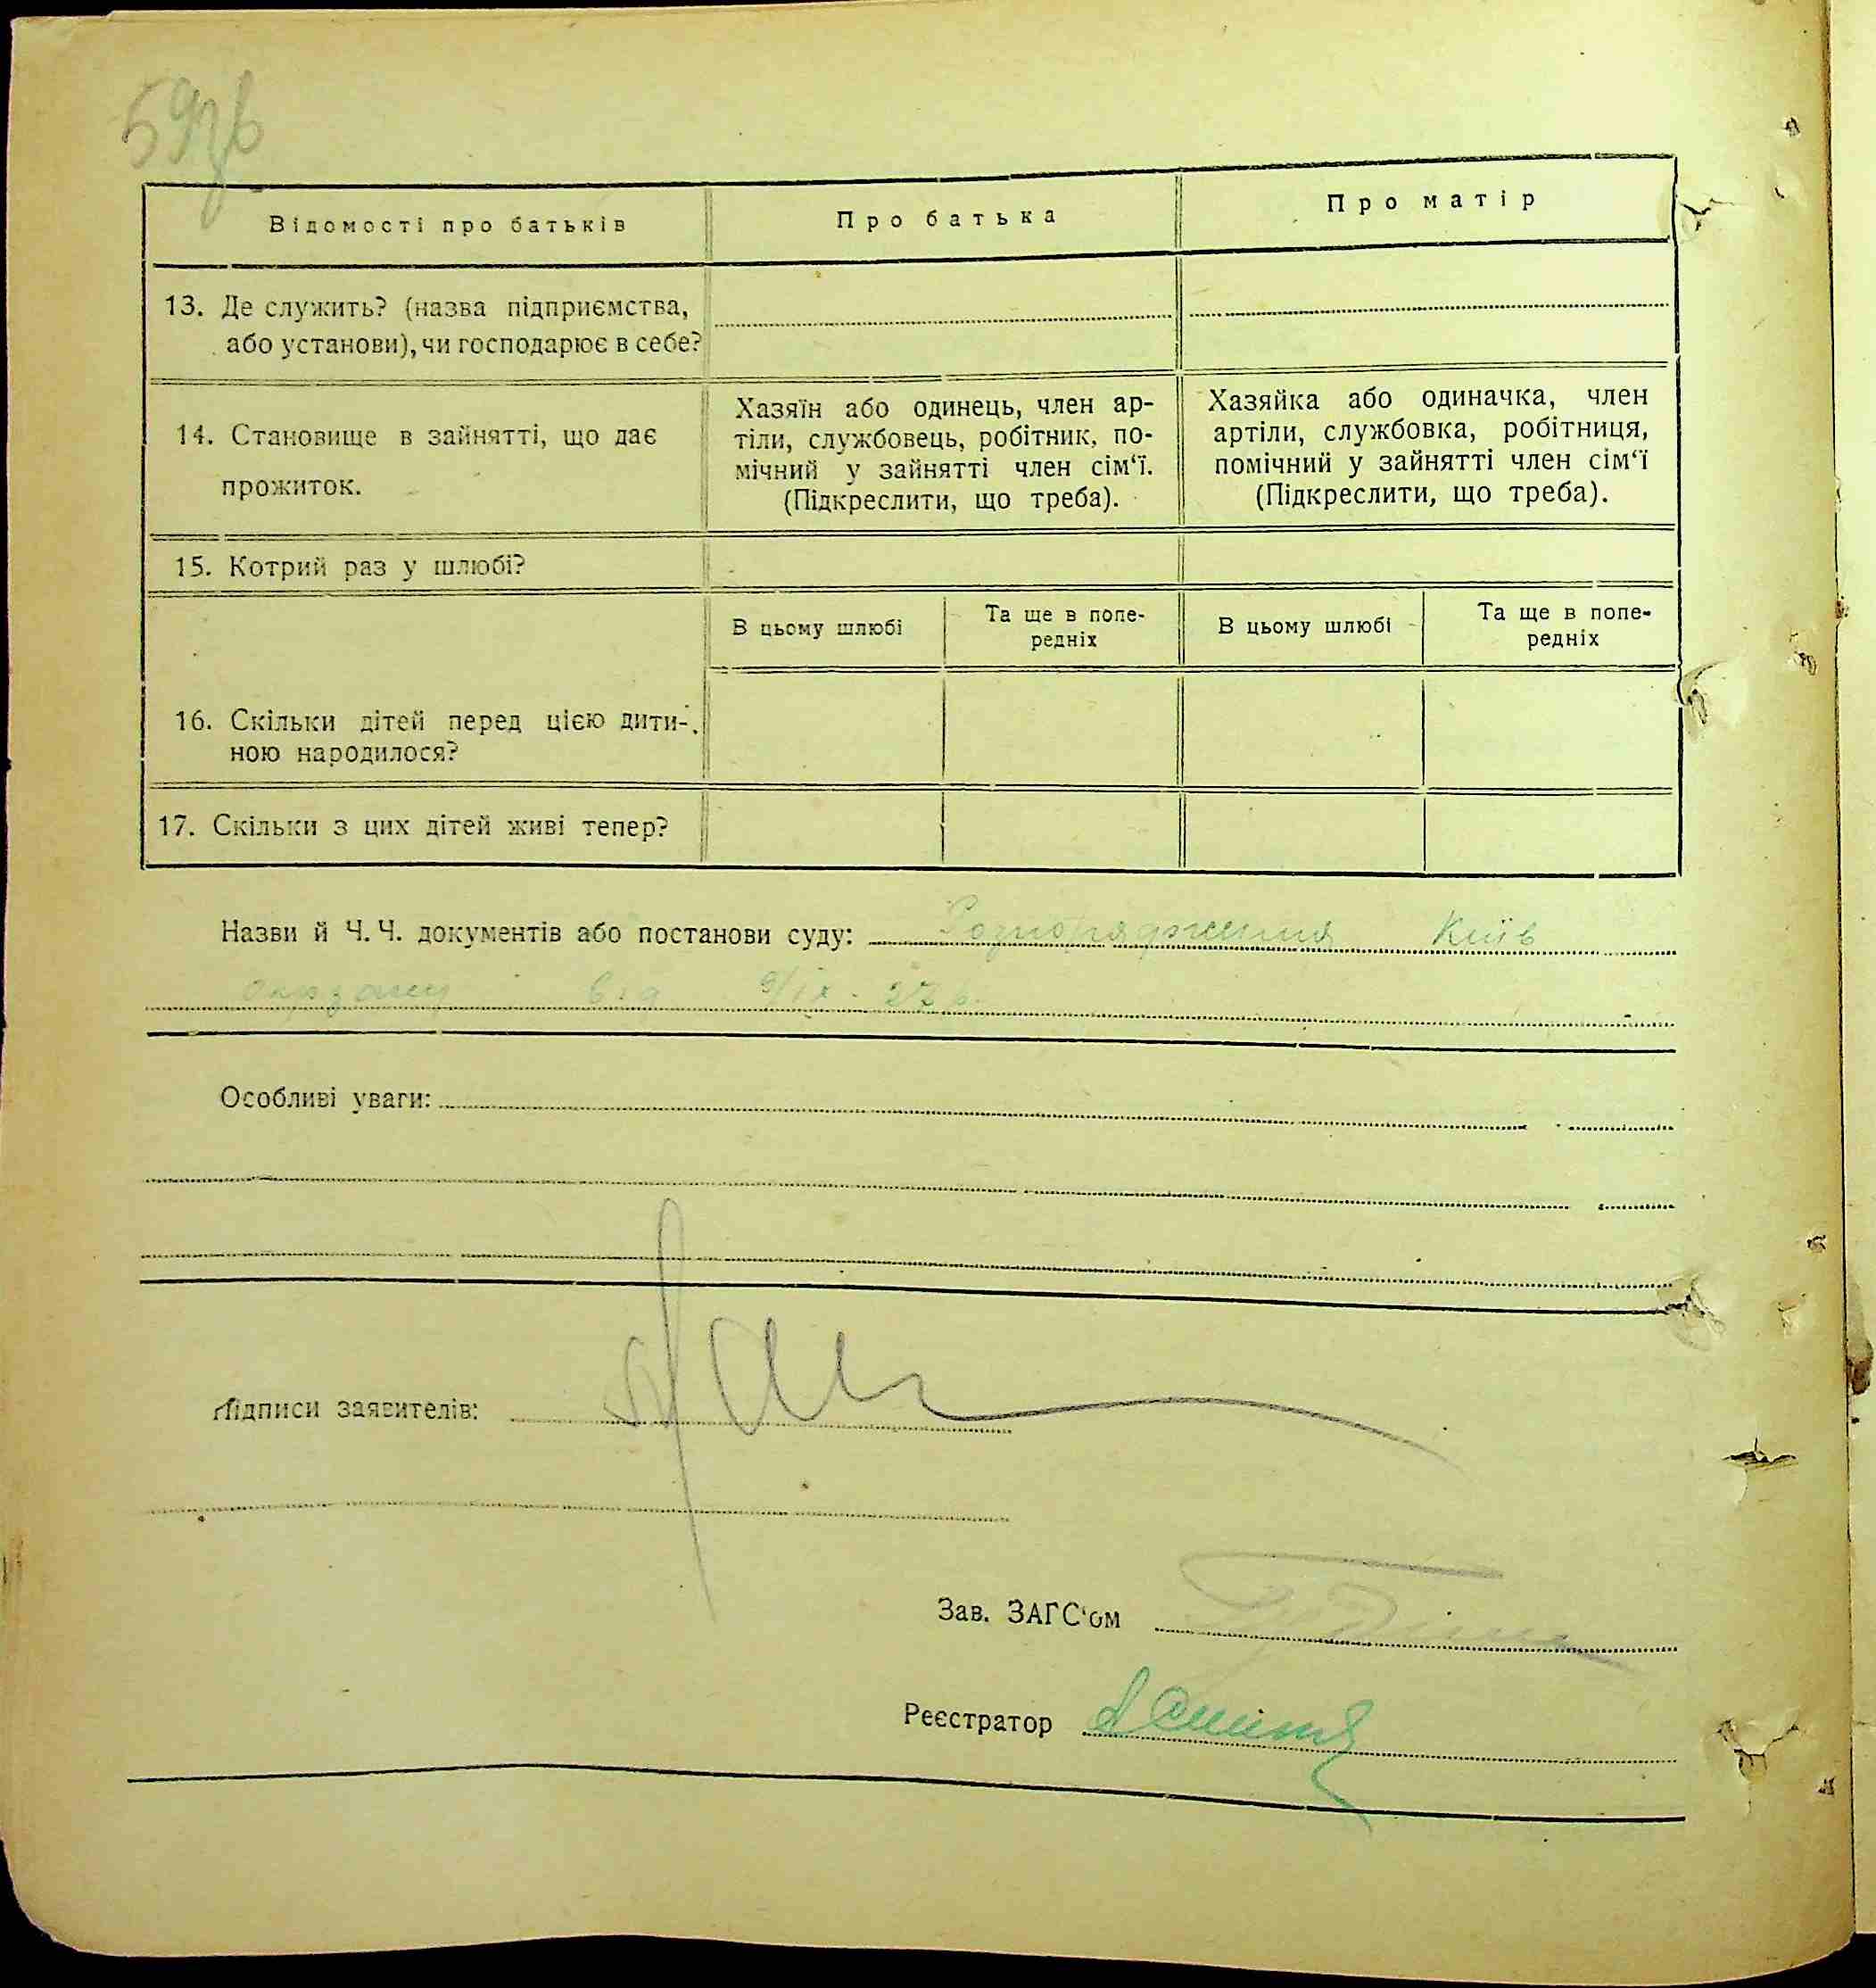 Відомості про батьків
Про батька
Про матір
13. Де служить? (назва підприємства,
або установи), чи господарює в себе?
14. Становище в зайнятті, що дає
прожиток.
Хазяїн або одинець, член ар-
тіли, службовець, робітник, по-
мічний у зайнятті член сім‘ї.
(Підкреслити, що треба).
Хазяйка або одиначка, член
артіли, службовка, робітниця,
помічний у зайнятті член сім‘ї
(Підкреслити, що треба).
15. Котрий раз у шлюбі?
В цьому шлюбі
Та ще в попе-
редніх
В цьому шлюбі
Та ще в попе-
редніх
16. Скільки дітей перед цією дити-
ною народилося?
17. Скільки з цих дітей живі тепер?
Назви й Ч. Ч. документів або постанови суду: Розпорядження Київ
від 9/ІХ - 27 р.
Особливі уваги:
Підписи заявителів:
Зав. ЗАГС‘ом
Реєстратор